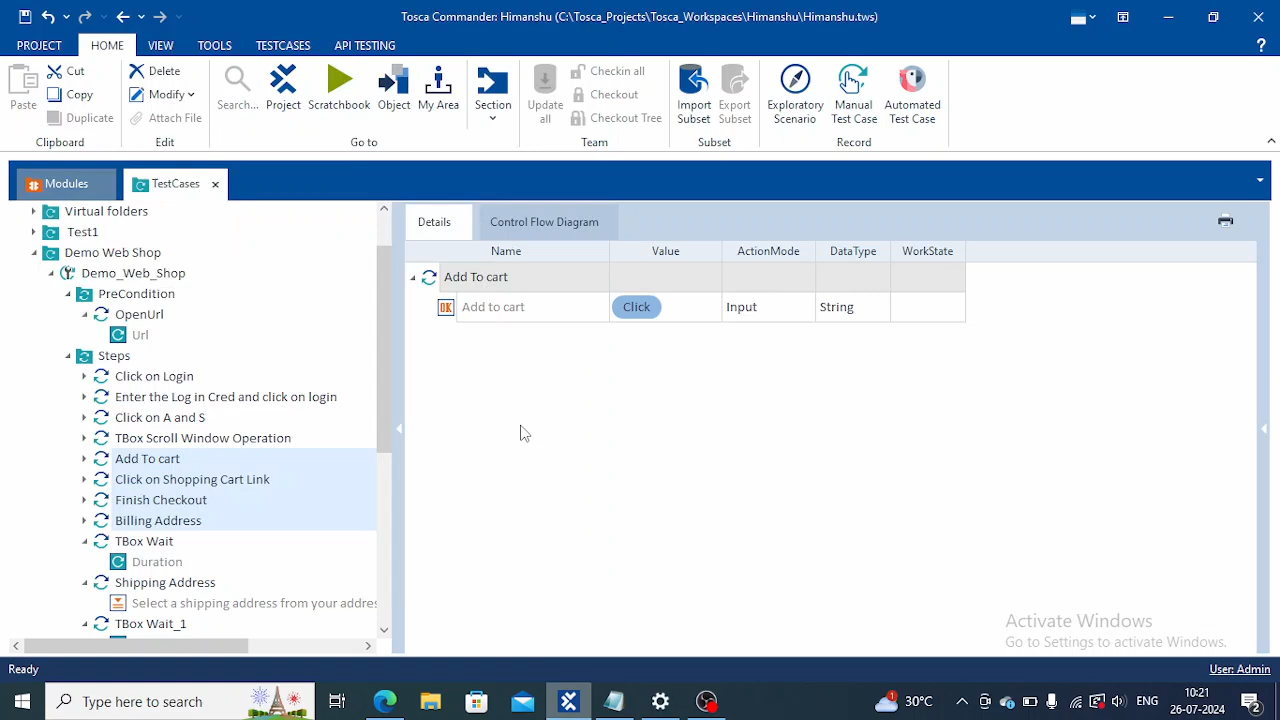 Tosca Commander: Himanshu (C:\Tosca_Projects\Tosca_Workspaces\Himanshu\Himanshu.tws)
PROJECT HOME VIEW TOOLS TESTCASES API TESTING
Paste
Cut
Copy
Duplicate
Clipboard
Delete
Modify
Attach File
Edit
Search...
Project
Scratchbook
Object
My Area
Section
Go to
Update all
Checkin all
Checkout
Checkout Tree
Team
Import Subset
Export Subset
Subset
Exploratory Scenario
Manual Test Case
Automated Test Case
Record
Modules
TestCases
Virtual folders
Test1
Demo Web Shop
Demo_Web_Shop
PreCondition
OpenUrl
Url
Steps
Click on Login
Enter the Log in Cred and click on login
Click on A and S
TBox Scroll Window Operation
Add To cart
Click on Shopping Cart Link
Finish Checkout
Billing Address
TBox Wait
Duration
Shipping Address
Select a shipping address from your addres
TBox Wait_1
Details Control Flow Diagram
Name Value ActionMode DataType WorkState
Add To cart
OK Add to cart Click Input String
Activate Windows
Go to Settings to activate Windows.
Ready
User: Admin
Type here to search
1
30°C
ENG
10:21
26-07-2024
2